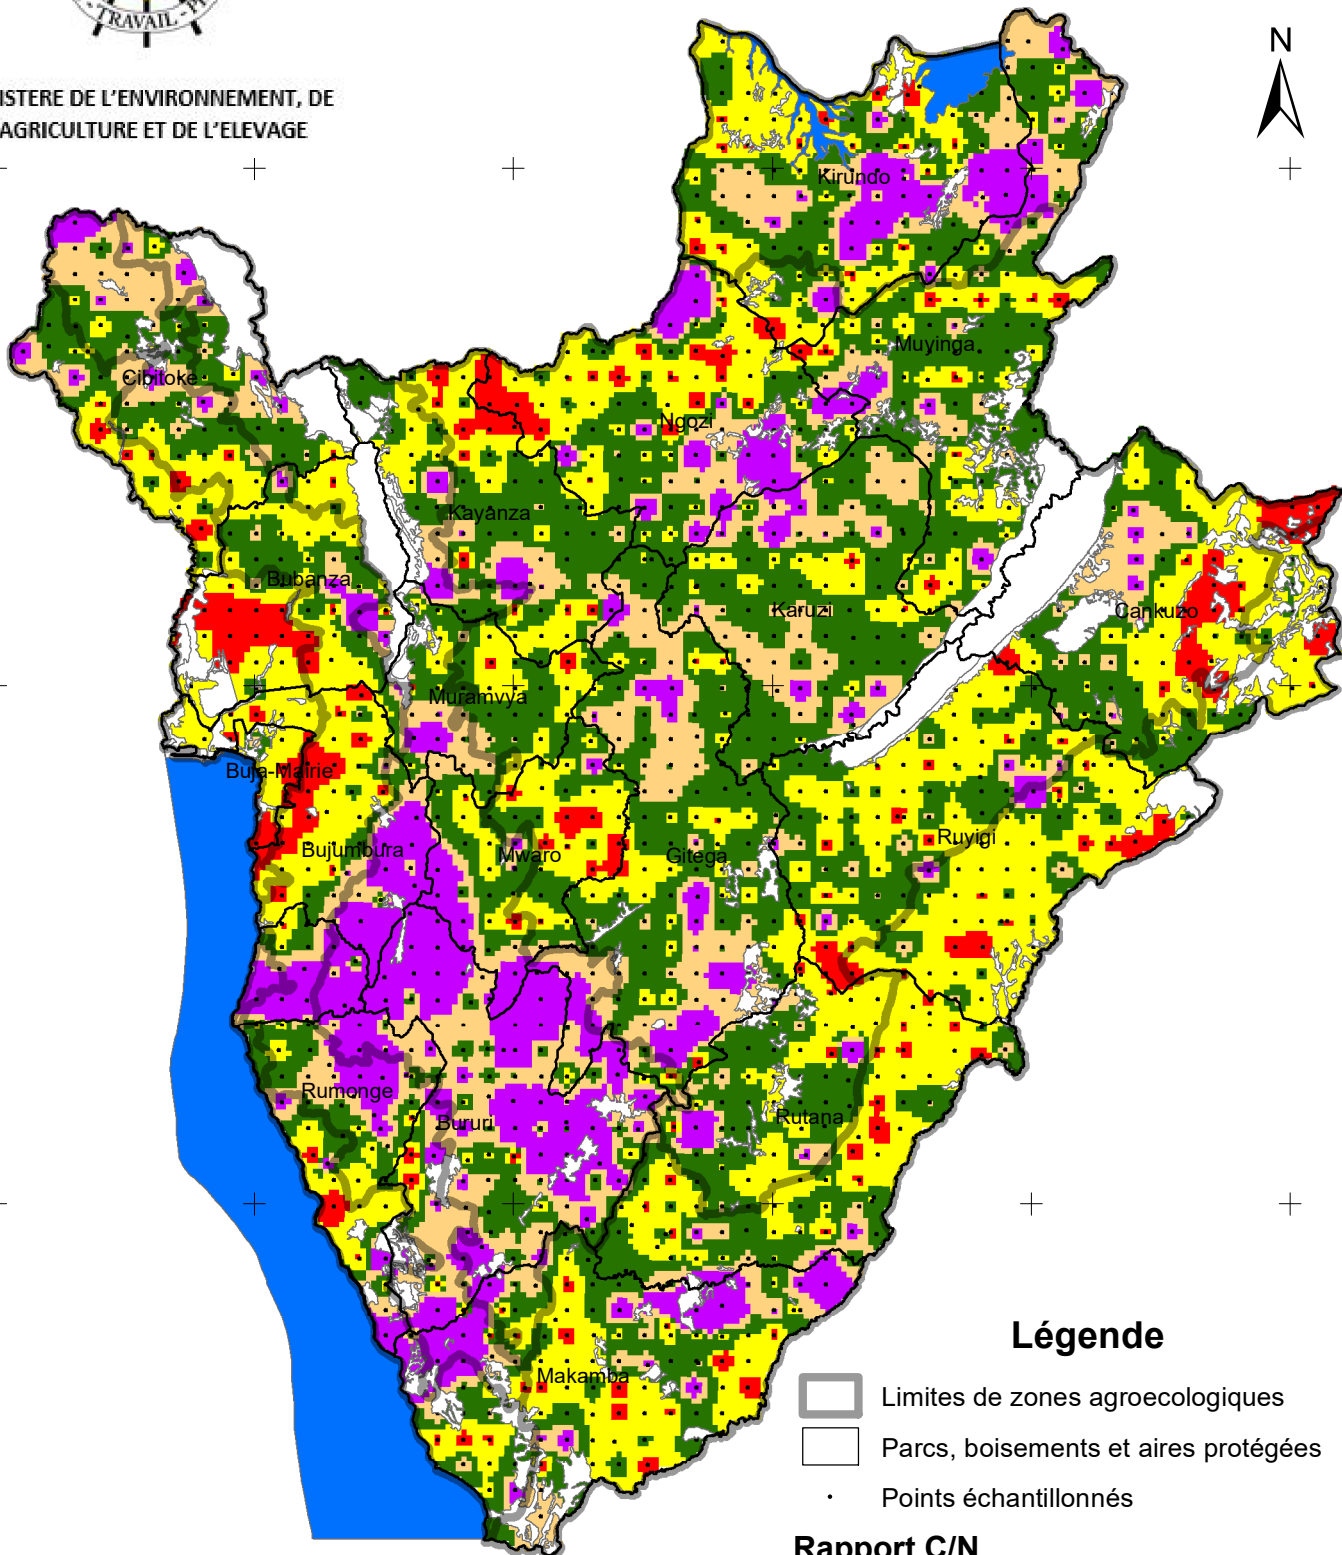 - TRAVAIL - P
ISTERE DE L'ENVIRONNEMENT, DE
AGRICULTURE ET DE L'ELEVAGE
N
Kirundo
Muyinga
Cibitoke
Ngozi
Kayanza
Bubanza
Karuzi
Cankuzo
Muramvya
Buja-Mairie
Bujumbura
Mwaro
Gitega
Ruyigi
Rumonge
Bururi
Rutana
Makamba
Légende
Limites de zones agroecologiques
Parcs, boisements et aires protégées
Points échantillonnés
Rapport C/N